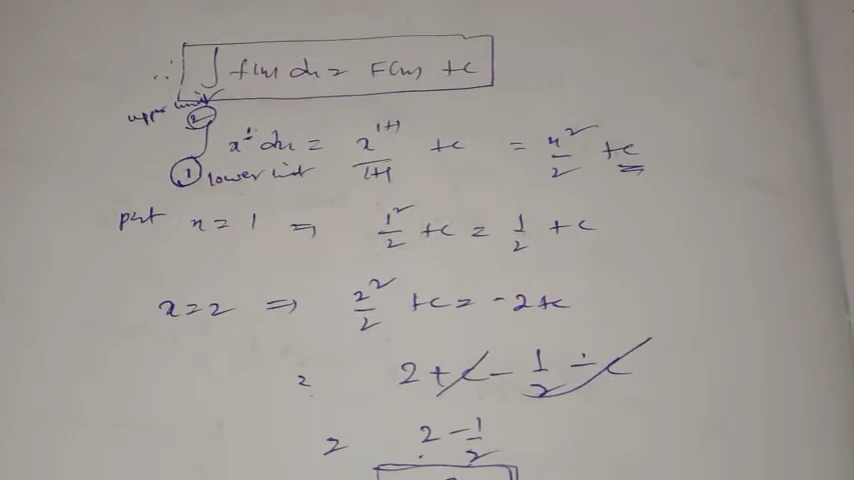 ∴ ∫ f(x) dx = F(x) + c
upper limit
2
x¹ dx = x^(1+1)/(1+1) + c = x²/2 + c
1 lower limit
put x = 1 ⇒ 1²/2 + c = 1/2 + c
x = 2 ⇒ 2²/2 + c = -2 + c
= 2 + c - 1/2 - c
= 2 - 1/2